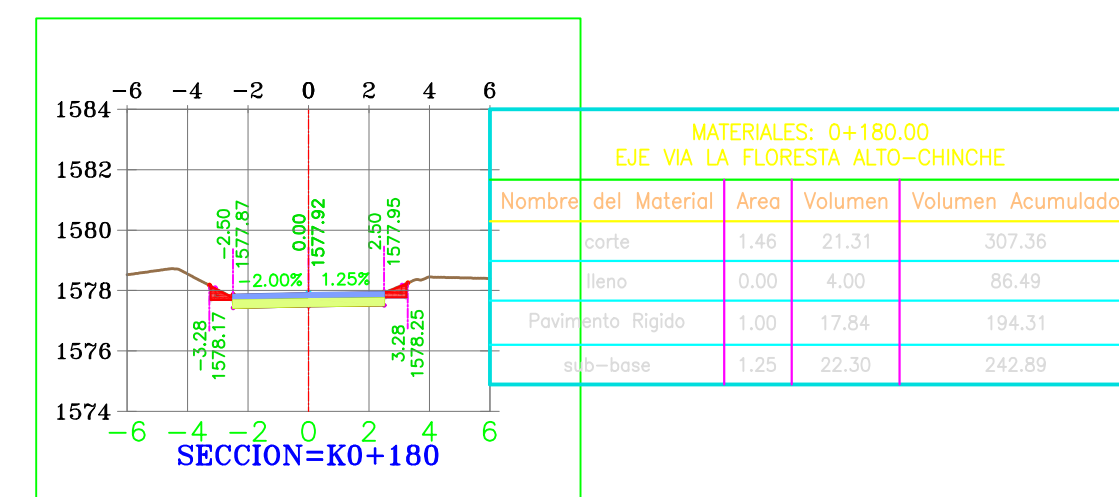 −6 −4 −2 0 2 4 6
1584
1582
1580
1578
1576
1574
−2.50
1577.87
0.00
1577.92
2.50
1577.95
−2.00% 1.25%
−3.28
1578.17
3.28
1578.25
−6 −4 −2 0 2 4 6
SECCION=K0+180
MATERIALES: 0+180.00
EJE VIA LA FLORESTA ALTO−CHINCHE
Nombre del Material Area Volumen Volumen Acumulado
corte 1.46 21.31 307.36
lleno 0.00 4.00 86.49
Pavimento Rigido 1.00 17.84 194.31
sub−base 1.25 22.30 242.89